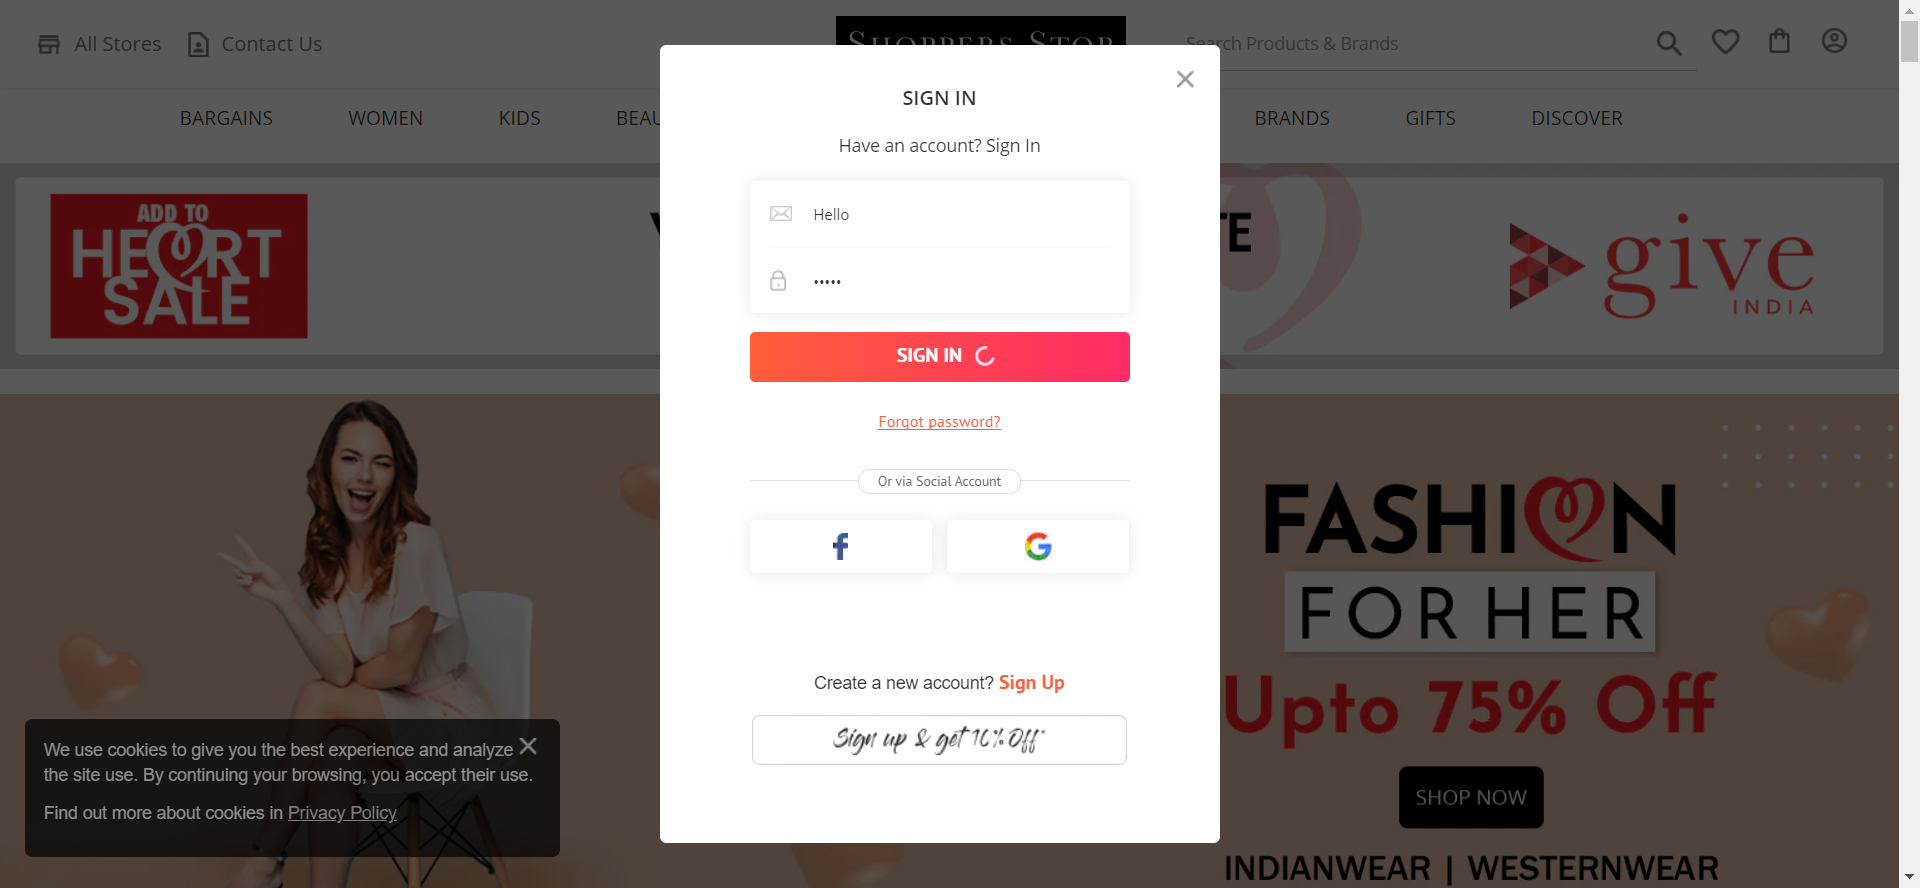 All Stores
Contact Us
SHOPPERS STOP
Search Products & Brands
BARGAINS
WOMEN
KIDS
BRANDS
GIFTS
DISCOVER
SIGN IN
Have an account? Sign In
Hello
•••••
SIGN IN
Forgot password?
Or via Social Account
Create a new account? Sign Up
Sign up & get 10% Off*
ADD TO
HEART
SALE
give
INDIA
FASHION
FOR HER
Upto 75% Off
SHOP NOW
INDIANWEAR | WESTERNWEAR
We use cookies to give you the best experience and analyze
the site use. By continuing your browsing, you accept their use.
Find out more about cookies in Privacy Policy